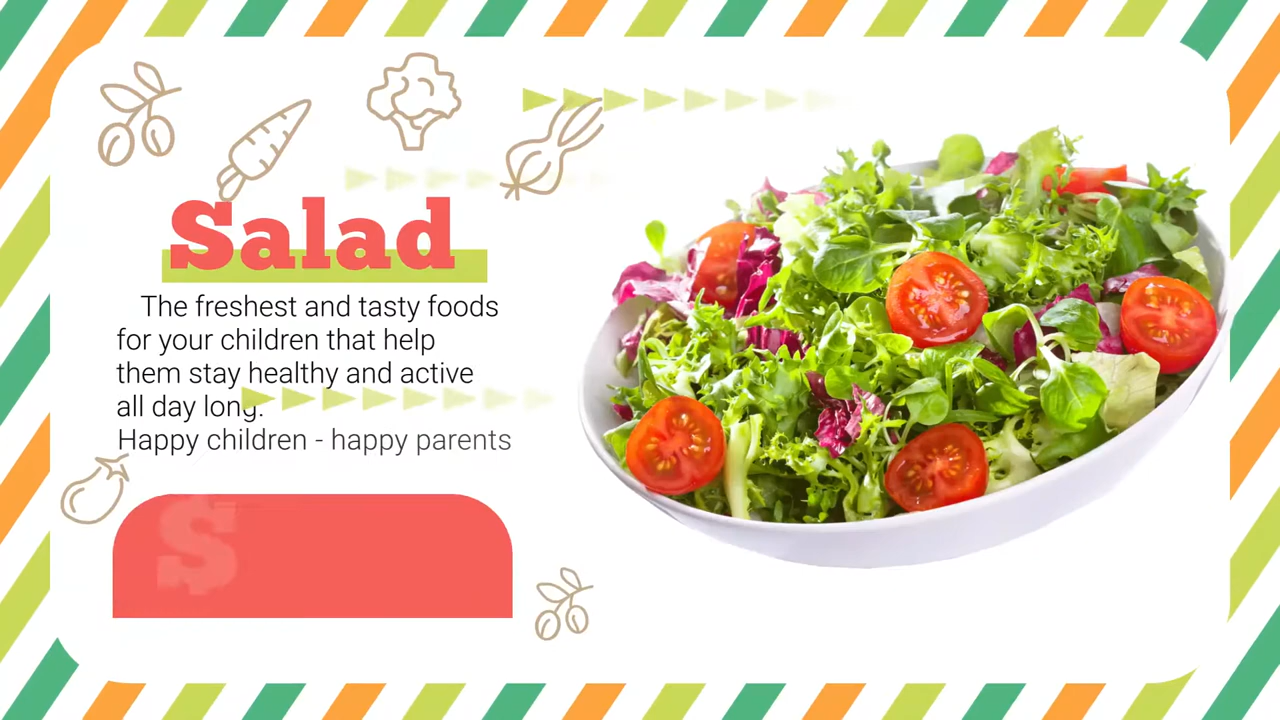 Salad
The freshest and tasty foods
for your children that help
them stay healthy and active
all day long.
Happy children - happy parents
S